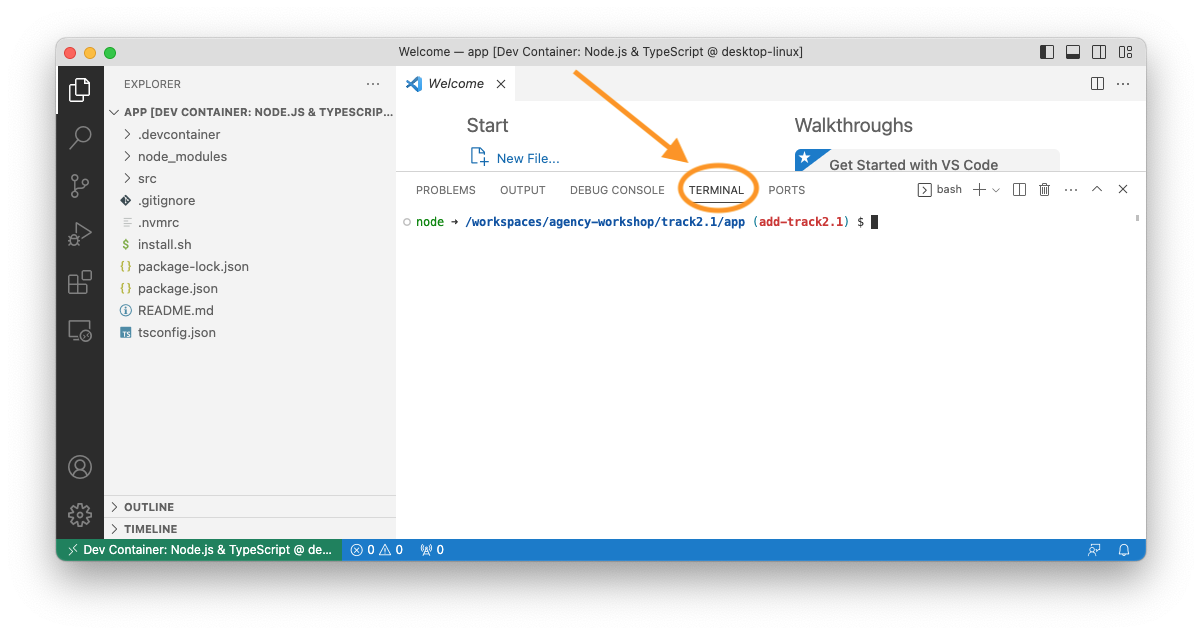 Welcome — app [Dev Container: Node.js & TypeScript @ desktop-linux]
EXPLORER
Welcome
APP [DEV CONTAINER: NODE.JS & TYPESCRIP...
.devcontainer
node_modules
src
.gitignore
.nvmrc
$ install.sh
{} package-lock.json
{} package.json
README.md
TS tsconfig.json
OUTLINE
TIMELINE
Start
New File...
Walkthroughs
Get Started with VS Code
PROBLEMS OUTPUT DEBUG CONSOLE TERMINAL PORTS bash
node ➜ /workspaces/agency-workshop/track2.1/app (add-track2.1) $
Dev Container: Node.js & TypeScript @ de... 0 0 0